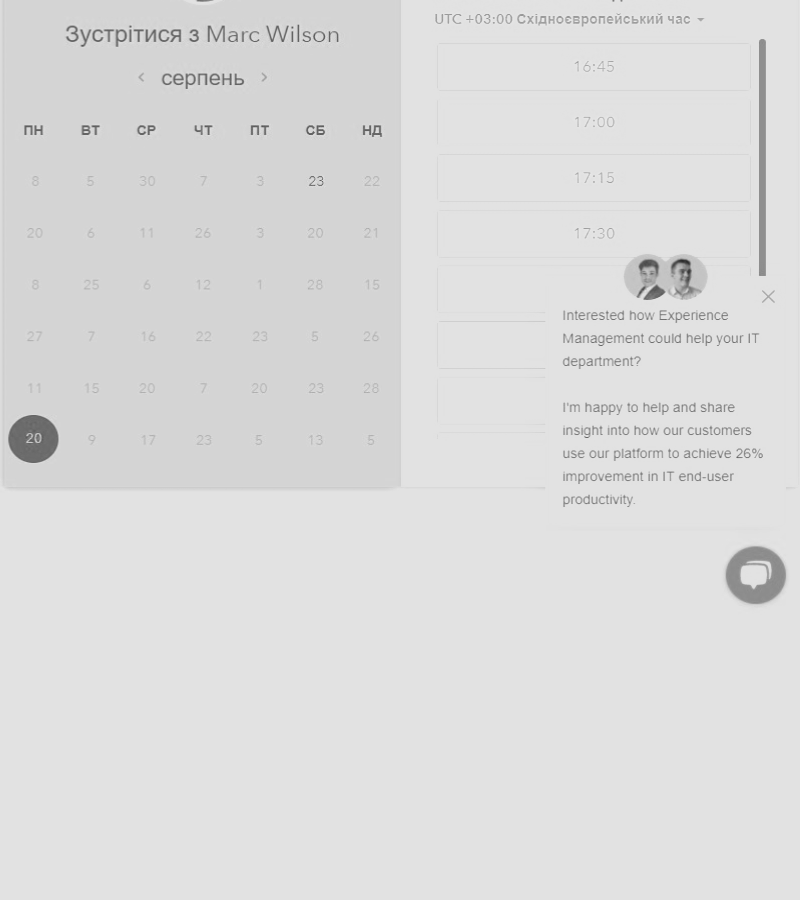 Зустрітися з Marc Wilson
серпень
ПН ВТ СР ЧТ ПТ СБ НД
8 5 30 7 3 23 22
20 6 11 26 3 20 21
8 25 6 12 1 28 15
27 7 16 22 23 5 26
11 15 20 7 20 23 28
20 9 17 23 5 13 5
UTC +03:00 Східноєвропейський час
16:45
17:00
17:15
17:30
Interested how Experience
Management could help your IT
department?
I'm happy to help and share
insight into how our customers
use our platform to achieve 26%
improvement in IT end-user
productivity.